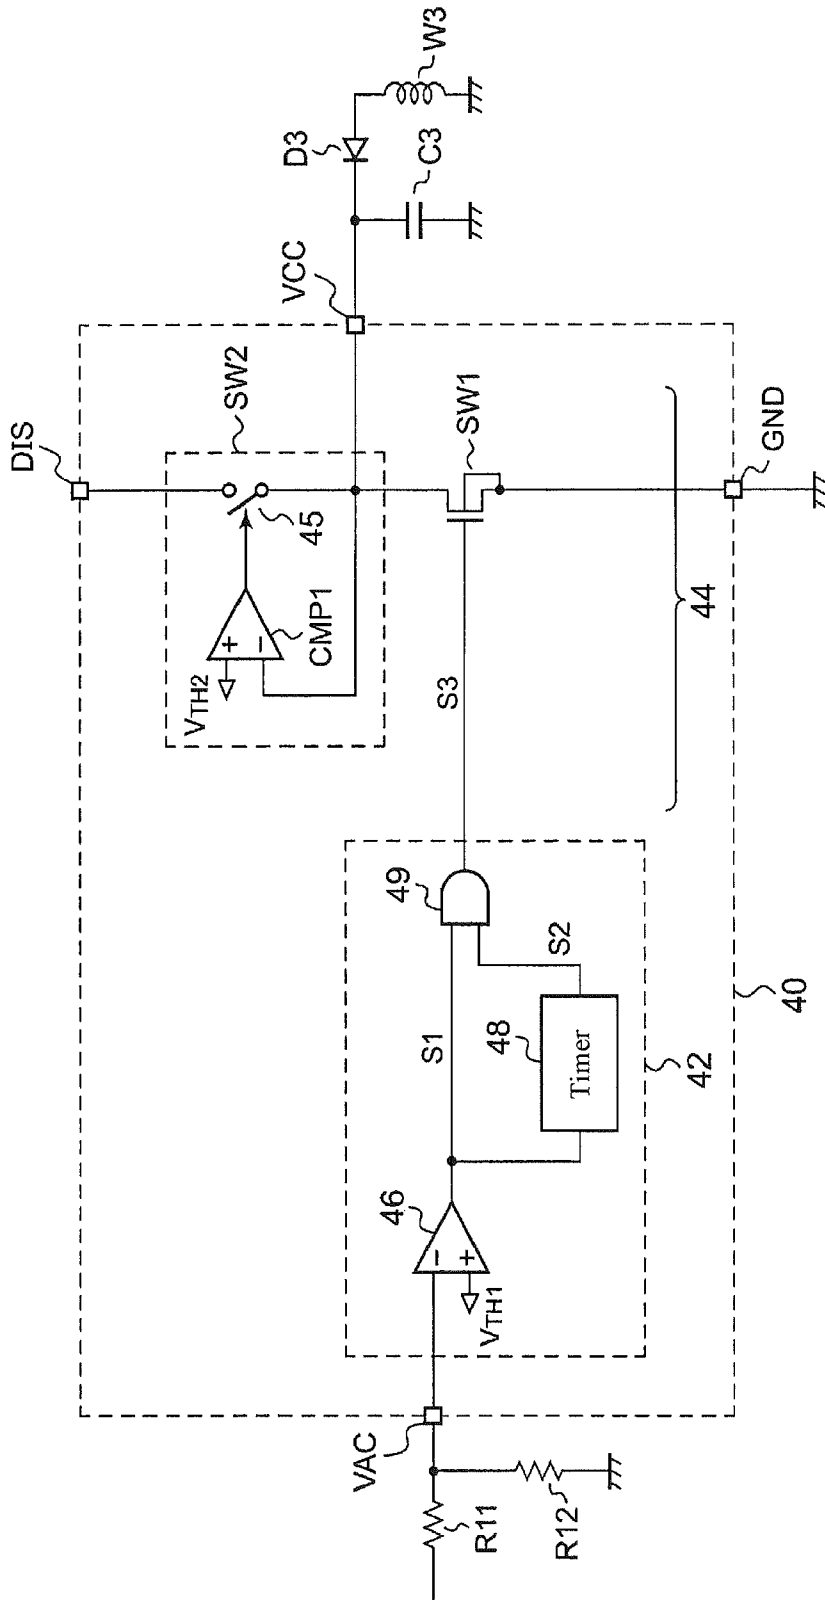 DIS
SW2
VCC
D3
W3
C3
VTH2
+
−
45
CMP1
SW1
S3
44
GND
VAC
R11
R12
46
−
+
VTH1
S1
49
S2
48
Timer
42
40